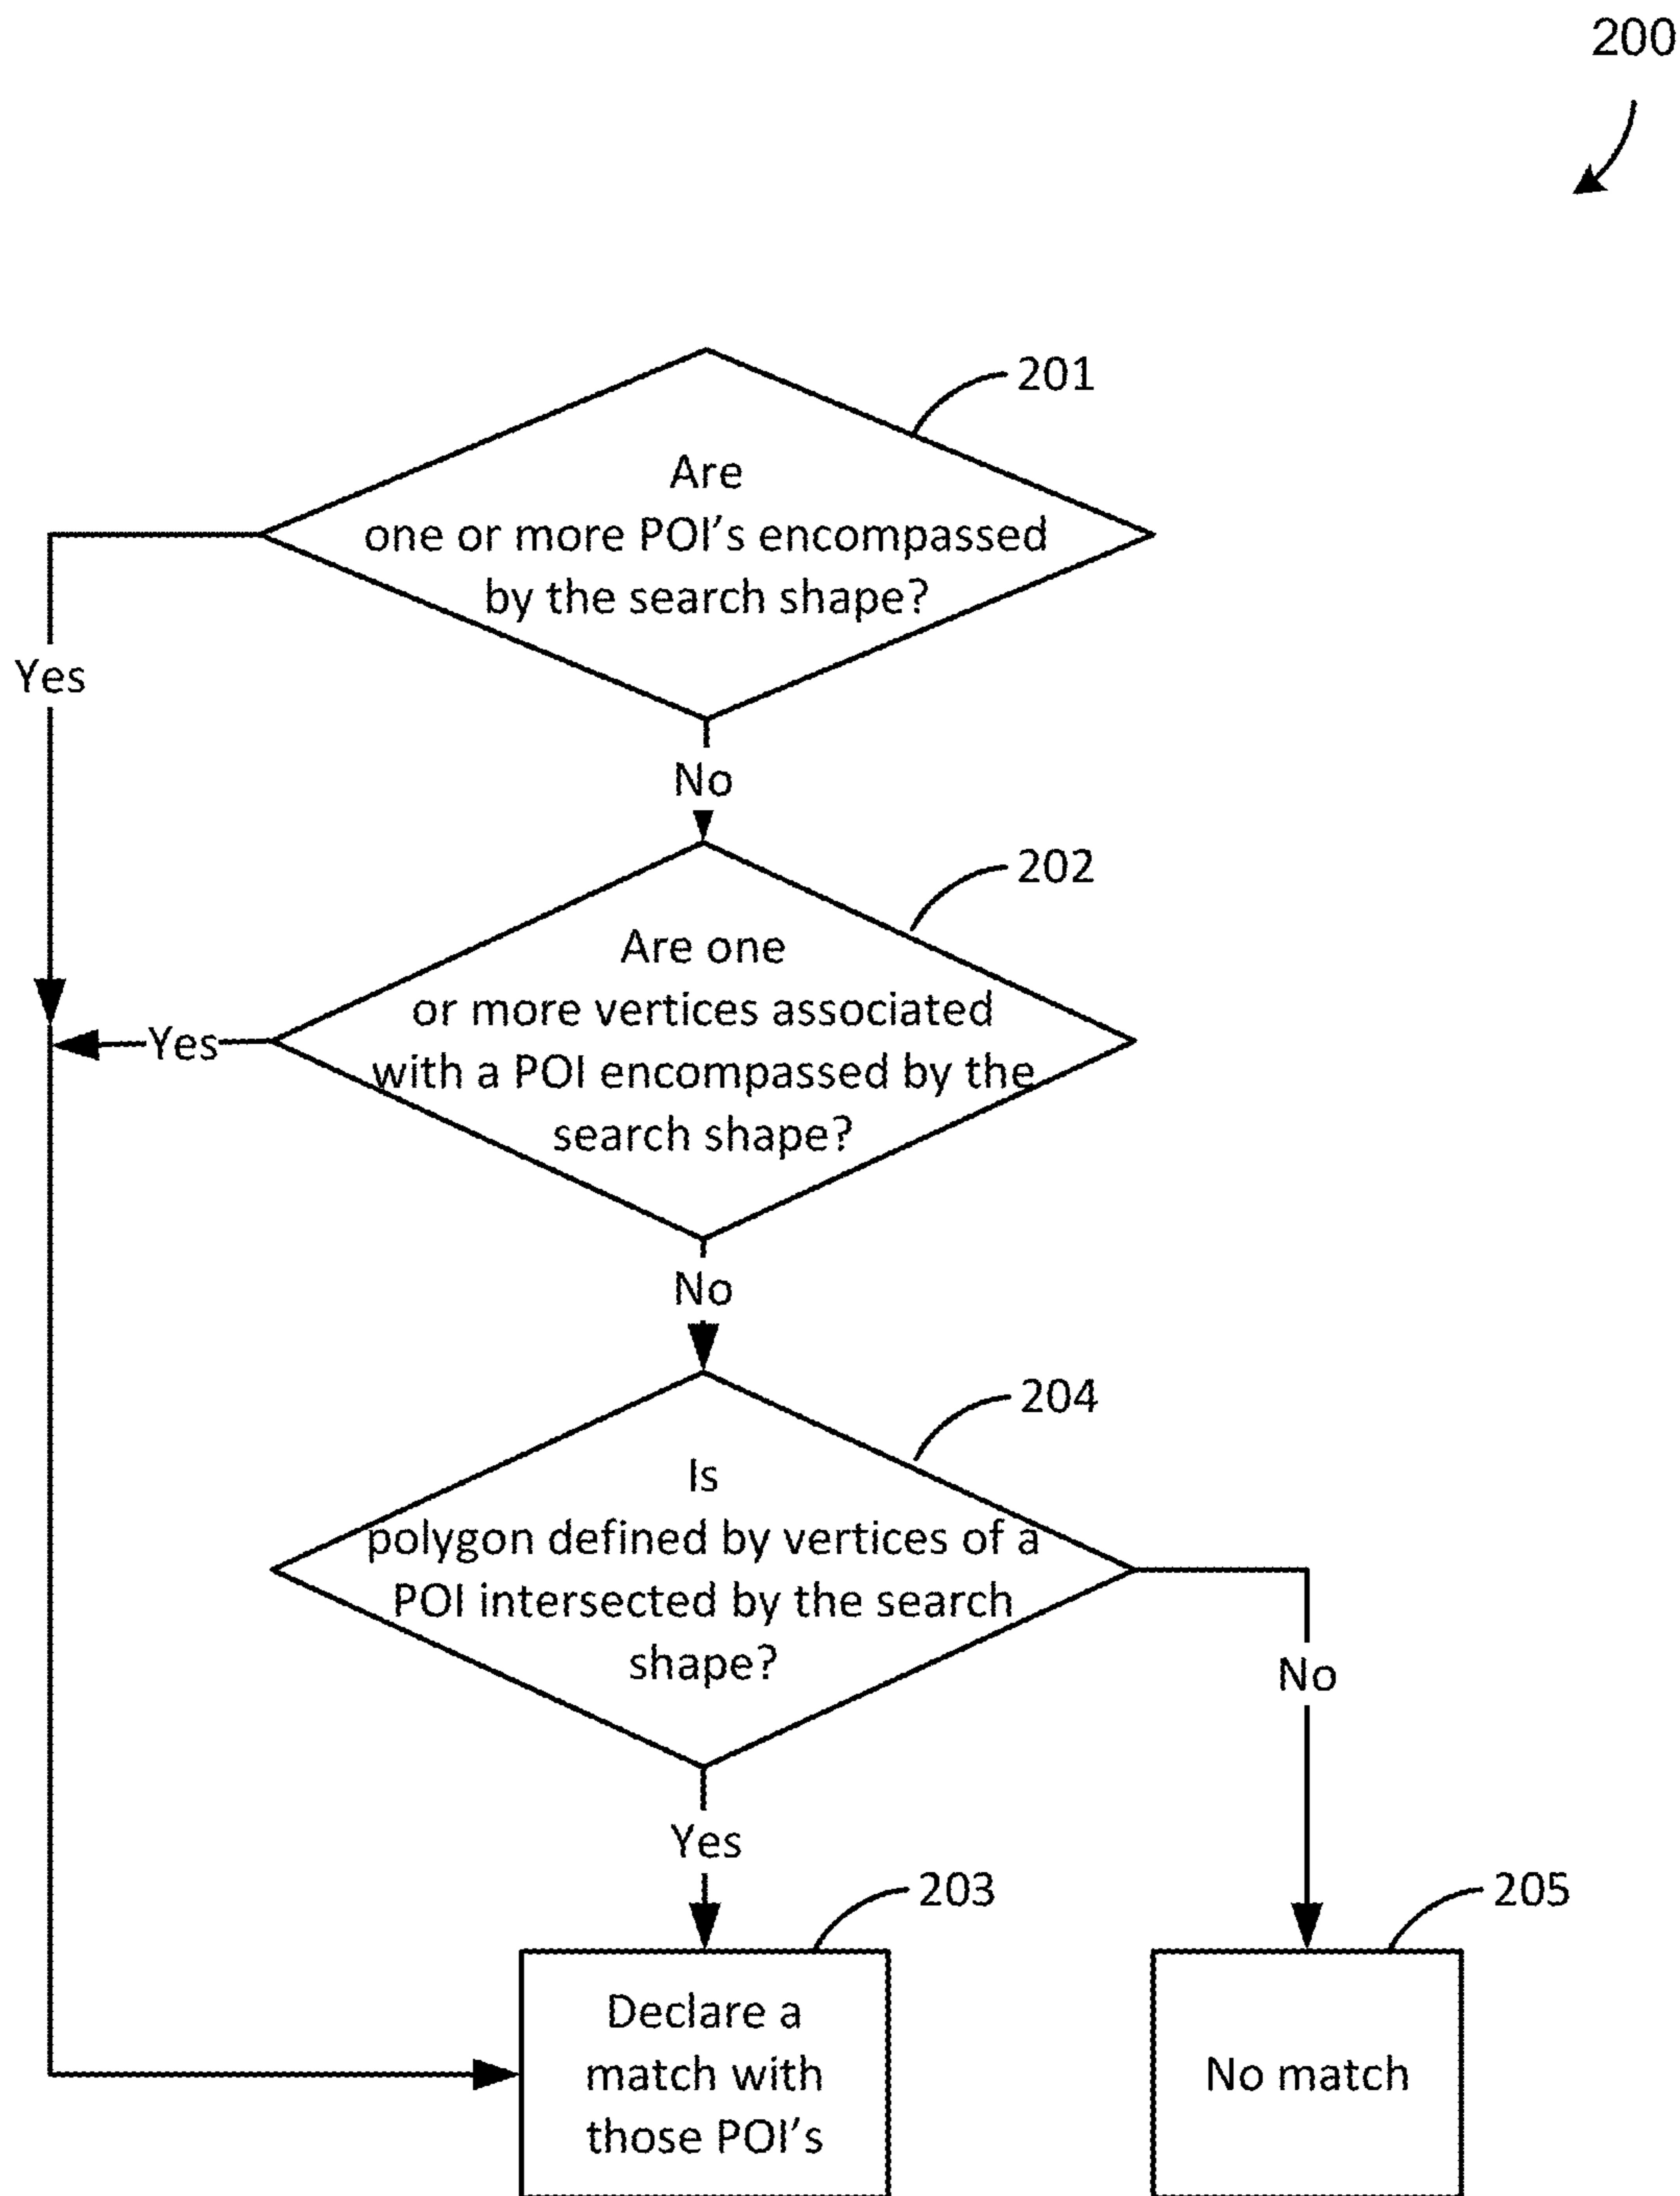 200
201
Are
one or more POI's encompassed
by the search shape?
Yes
No
202
Are one
or more vertices associated
with a POI encompassed by the
search shape?
Yes
No
204
Is
polygon defined by vertices of a
POI intersected by the search
shape?
No
Yes
203
205
Declare a
match with
those POI's
No match